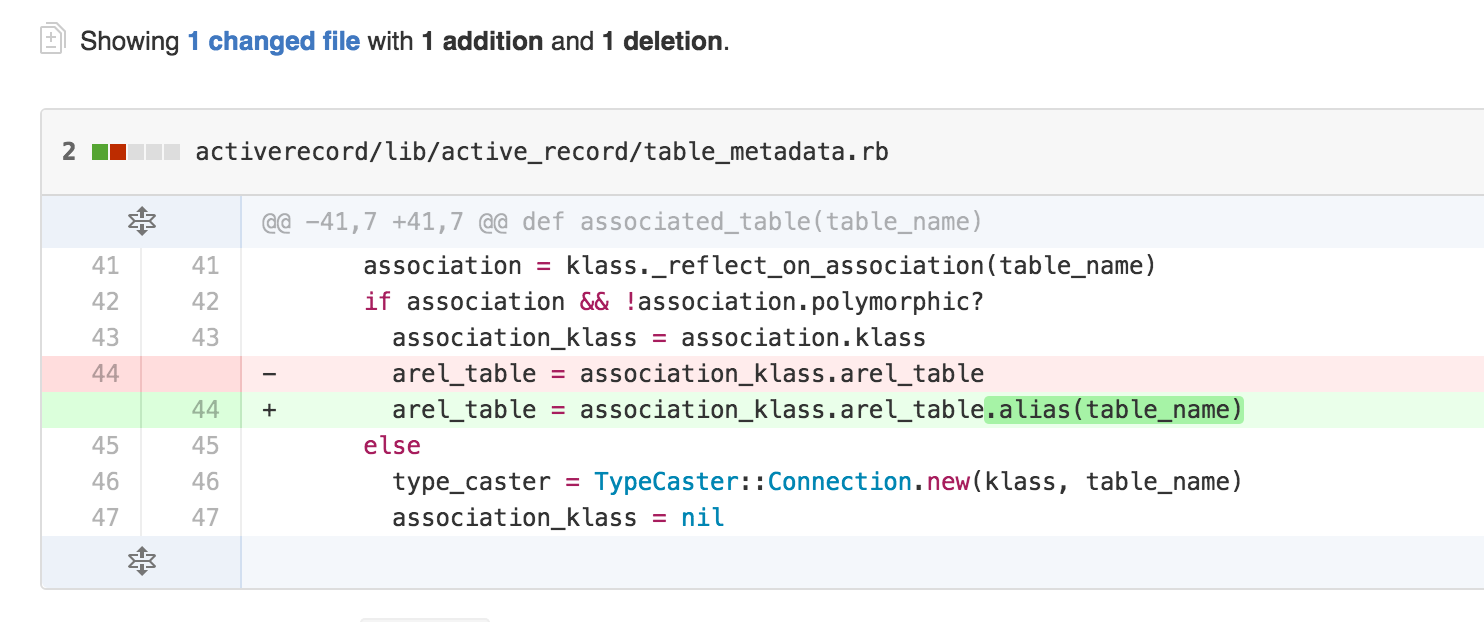 Showing 1 changed file with 1 addition and 1 deletion.
2 activerecord/lib/active_record/table_metadata.rb
@@ -41,7 +41,7 @@ def associated_table(table_name)
41 41 association = klass._reflect_on_association(table_name)
42 42 if association && !association.polymorphic?
43 43 association_klass = association.klass
44 - arel_table = association_klass.arel_table
44 + arel_table = association_klass.arel_table.alias(table_name)
45 45 else
46 46 type_caster = TypeCaster::Connection.new(klass, table_name)
47 47 association_klass = nil